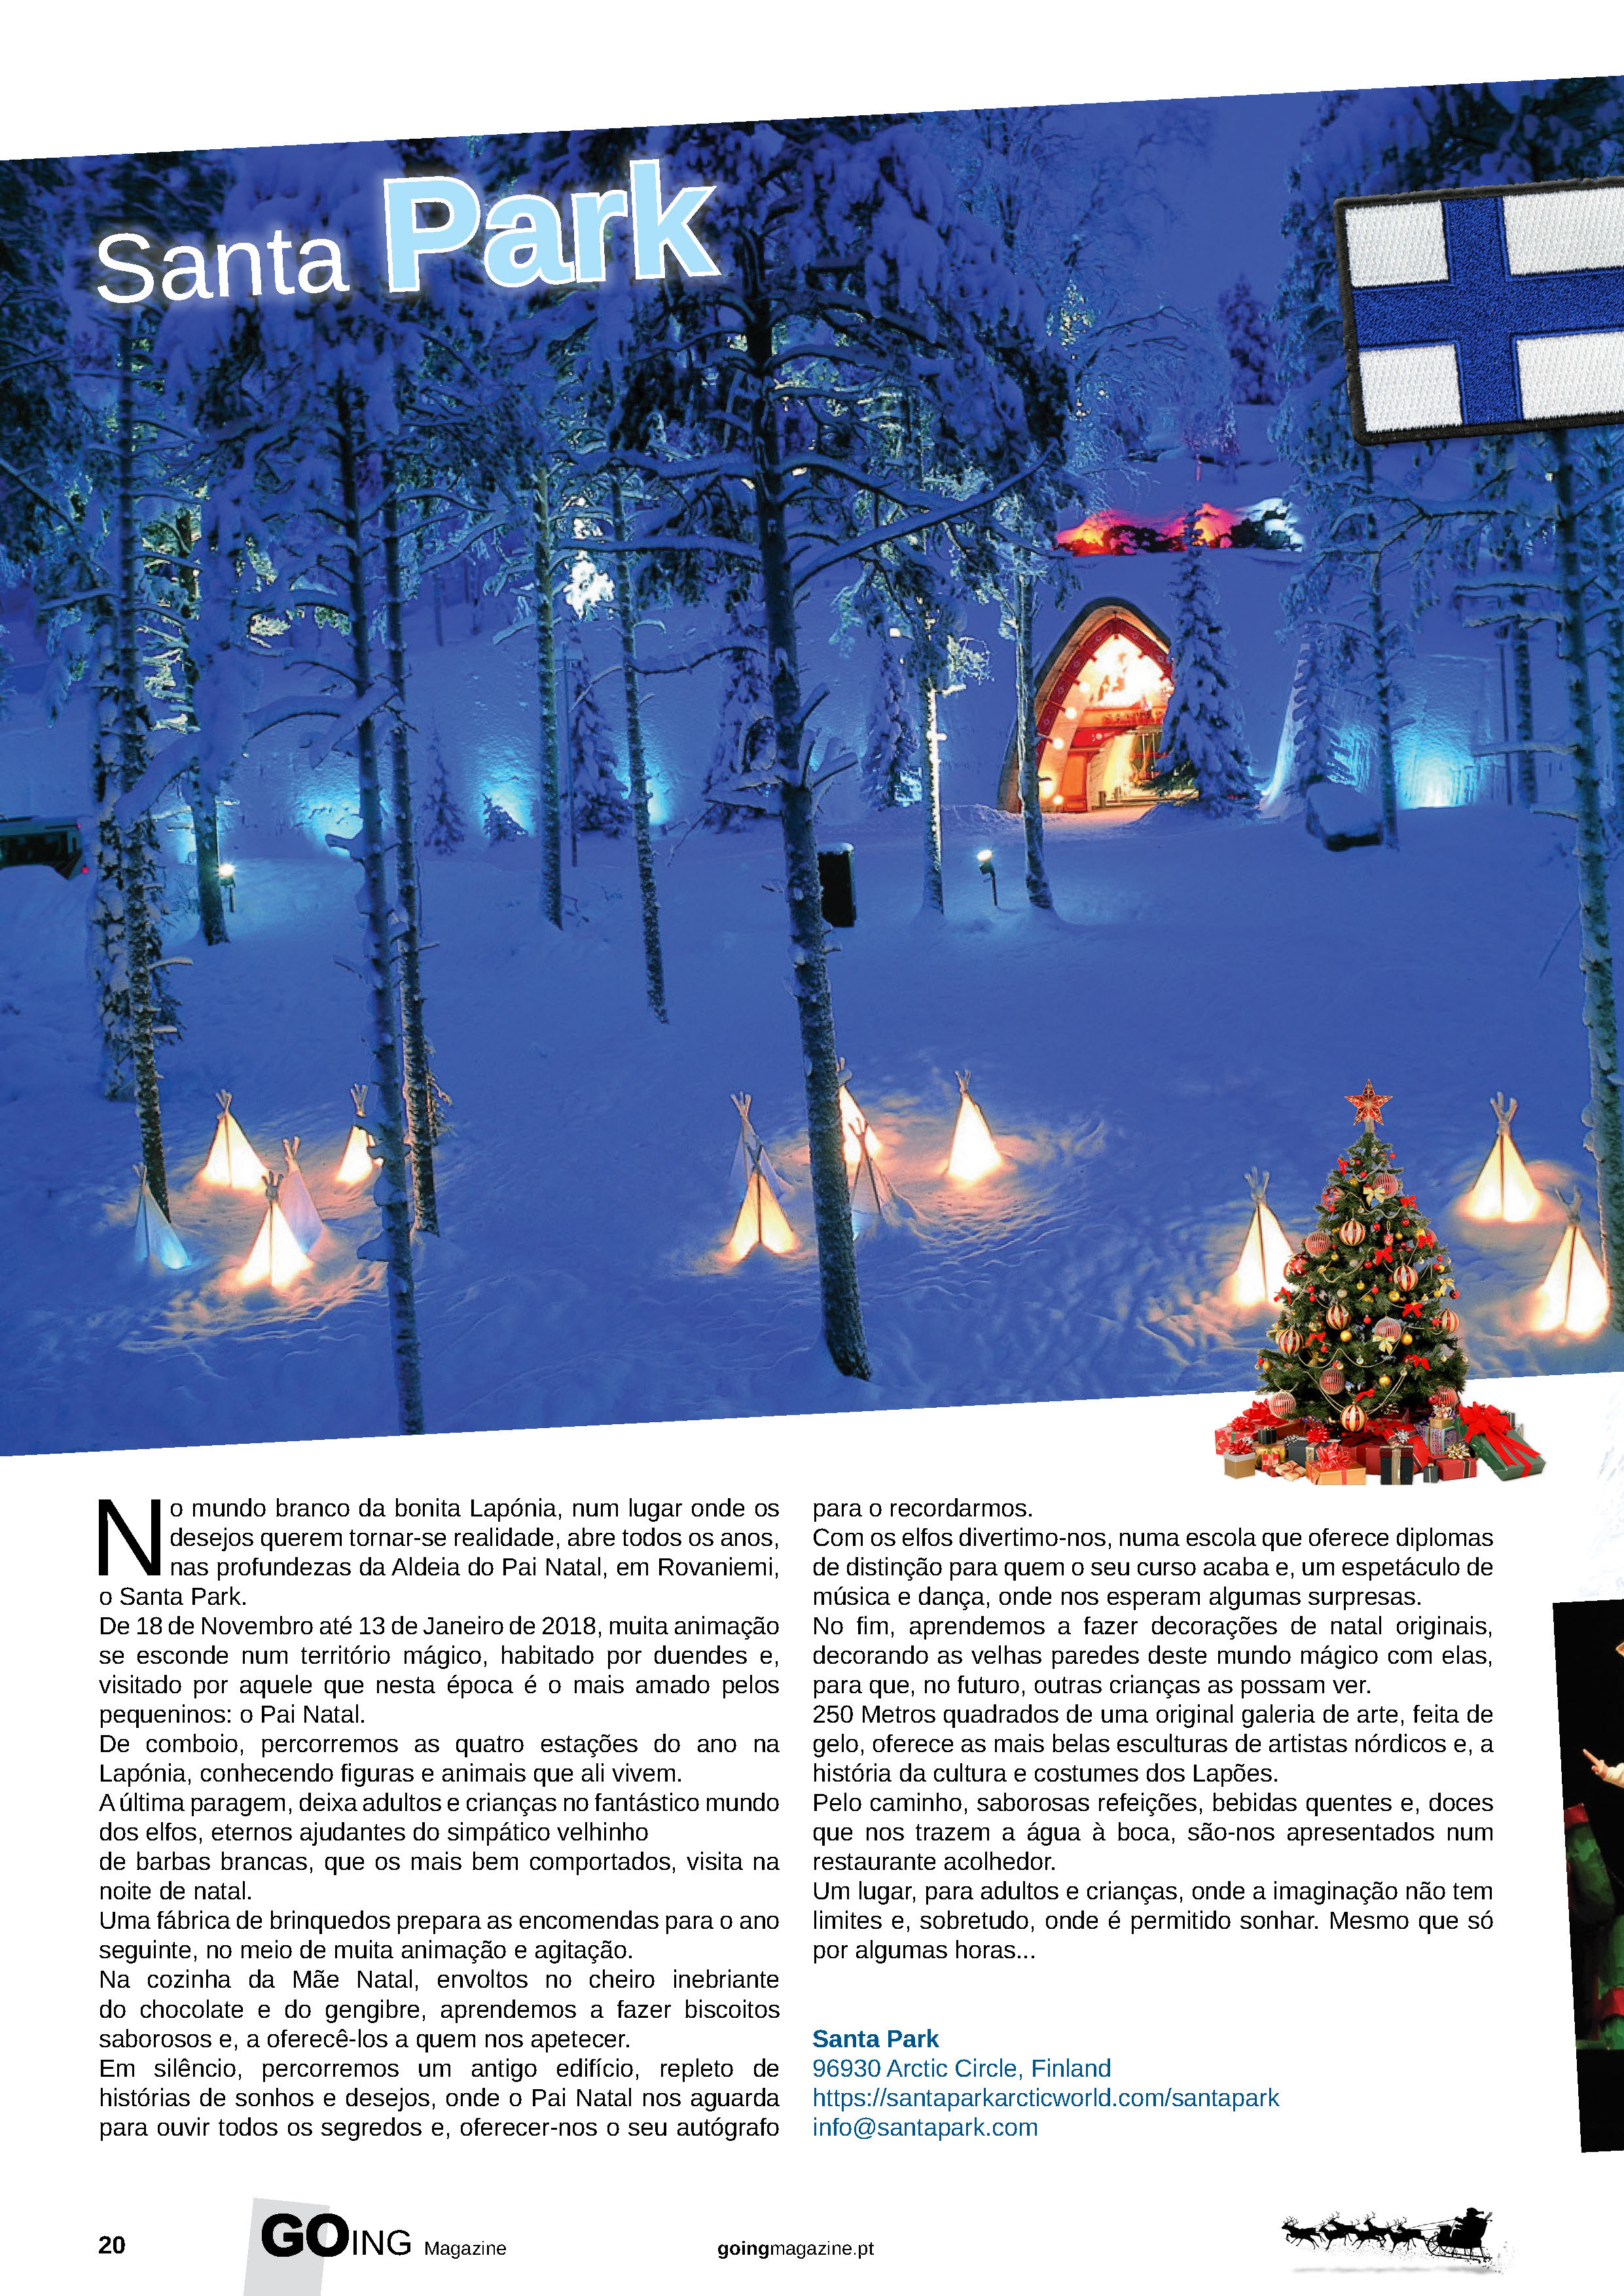 Santa Park
No mundo branco da bonita Lapónia, num lugar onde os
desejos querem tornar-se realidade, abre todos os anos,
nas profundezas da Aldeia do Pai Natal, em Rovaniemi,
o Santa Park.
De 18 de Novembro até 13 de Janeiro de 2018, muita animação
se esconde num território mágico, habitado por duendes e,
visitado por aquele que nesta época é o mais amado pelos
pequeninos: o Pai Natal.
De comboio, percorremos as quatro estações do ano na
Lapónia, conhecendo figuras e animais que ali vivem.
A última paragem, deixa adultos e crianças no fantástico mundo
dos elfos, eternos ajudantes do simpático velhinho
de barbas brancas, que os mais bem comportados, visita na
noite de natal.
Uma fábrica de brinquedos prepara as encomendas para o ano
seguinte, no meio de muita animação e agitação.
Na cozinha da Mãe Natal, envoltos no cheiro inebriante
do chocolate e do gengibre, aprendemos a fazer biscoitos
saborosos e, a oferecê-los a quem nos apetecer.
Em silêncio, percorremos um antigo edifício, repleto de
histórias de sonhos e desejos, onde o Pai Natal nos aguarda
para ouvir todos os segredos e, oferecer-nos o seu autógrafo
para o recordarmos.
Com os elfos divertimo-nos, numa escola que oferece diplomas
de distinção para quem o seu curso acaba e, um espetáculo de
música e dança, onde nos esperam algumas surpresas.
No fim, aprendemos a fazer decorações de natal originais,
decorando as velhas paredes deste mundo mágico com elas,
para que, no futuro, outras crianças as possam ver.
250 Metros quadrados de uma original galeria de arte, feita de
gelo, oferece as mais belas esculturas de artistas nórdicos e, a
história da cultura e costumes dos Lapões.
Pelo caminho, saborosas refeições, bebidas quentes e, doces
que nos trazem a água à boca, são-nos apresentados num
restaurante acolhedor.
Um lugar, para adultos e crianças, onde a imaginação não tem
limites e, sobretudo, onde é permitido sonhar. Mesmo que só
por algumas horas...
Santa Park
96930 Arctic Circle, Finland
https://santaparkarcticworld.com/santapark
info@santapark.com
20
GOING Magazine
goingmagazine.pt